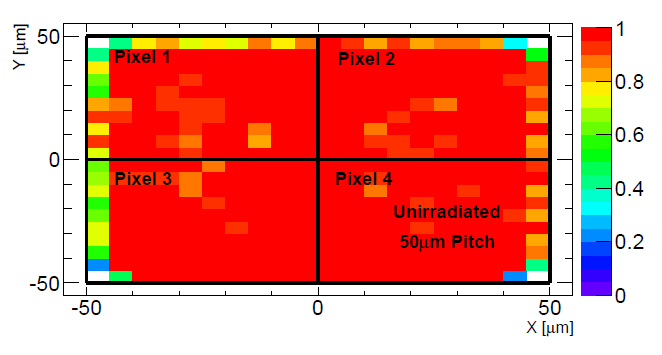 Y [μm]
50
0
-50
Pixel 1
Pixel 2
Pixel 3
Pixel 4
Unirradiated
50μm Pitch
-50
0
50
X [μm]
1
0.8
0.6
0.4
0.2
0